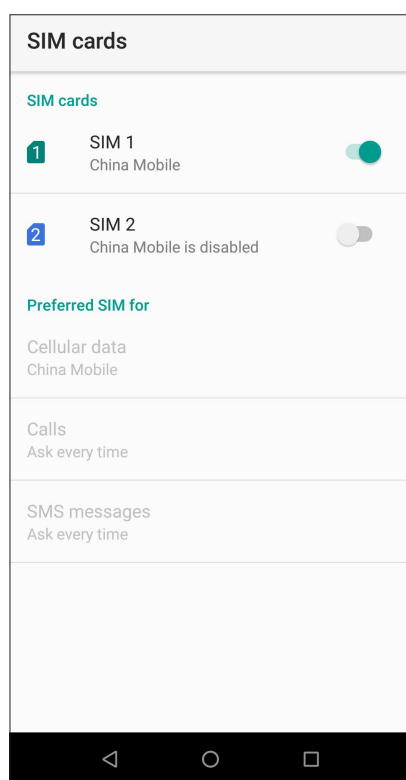 SIM cards
SIM cards
1
SIM 1
China Mobile
2
SIM 2
China Mobile is disabled
Preferred SIM for
Cellular data
China Mobile
Calls
Ask every time
SMS messages
Ask every time